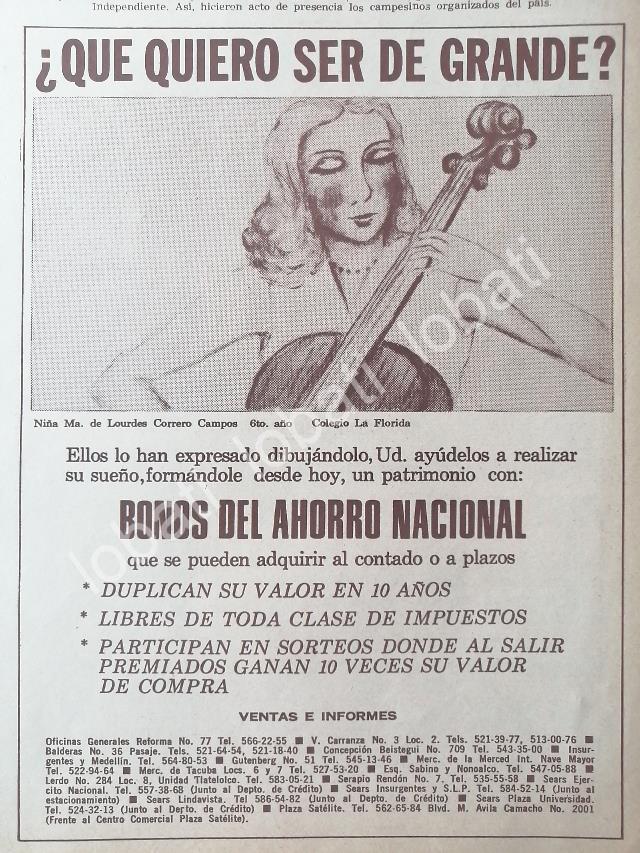 Independiente. Así, hicieron acto de presencia los campesinos organizados del país.
¿QUE QUIERO SER DE GRANDE?
Niña Ma. de Lourdes Correro Campos 6to. año Colegio La Florida
Ellos lo han expresado dibujándolo, Ud. ayúdelos a realizar
su sueño, formándole desde hoy, un patrimonio con:
BONOS DEL AHORRO NACIONAL
que se pueden adquirir al contado o a plazos
* DUPLICAN SU VALOR EN 10 AÑOS
* LIBRES DE TODA CLASE DE IMPUESTOS
* PARTICIPAN EN SORTEOS DONDE AL SALIR
PREMIADOS GANAN 10 VECES SU VALOR
DE COMPRA
VENTAS E INFORMES
Oficinas Generales Reforma No. 77 Tel. 566-22-55 ■ V. Carranza No. 3 Loc. 2. Tels. 521-39-77, 513-00-76 ■
Balderas No. 36 Pasaje. Tels. 521-64-54, 521-18-40 ■ Concepción Beistegui No. 709 Tel. 543-35-00 ■ Insur-
gentes y Medellín. Tel. 564-80-53 ■ Gutenberg No. 51 Tel. 545-13-46 ■ Merc. de la Merced Int. Nave Mayor
Tel. 522-94-64 ■ Merc. de Tacuba Locs. 6 y 7 Tel. 527-53-20 ■ Esq. Sabino y Nonoalco. Tel. 547-05-88 ■
Lerdo No. 284 Loc. 8, Unidad Tlatelolco. Tel. 583-05-21 ■ Serapio Rendón No. 7, Tel. 535-55-58 ■ Sears Ejer-
cito Nacional. Tel. 557-38-68 (Junto al Depto. de Crédito) ■ Sears Insurgentes y S.L.P. Tel. 584-52-14 (Junto al
estacionamiento) ■ Sears Lindavista. Tel 586-54-82 (Junto al Depto. de Crédito) ■ Sears Plaza Universidad.
Tel. 524-32-13 (Junto al Depto. de Crédito) ■ Plaza Satélite. Tel. 562-65-84 Blvd. M. Avila Camacho No. 2001
(Frente al Centro Comercial Plaza Satélite).
lobati lobati lobati lobati